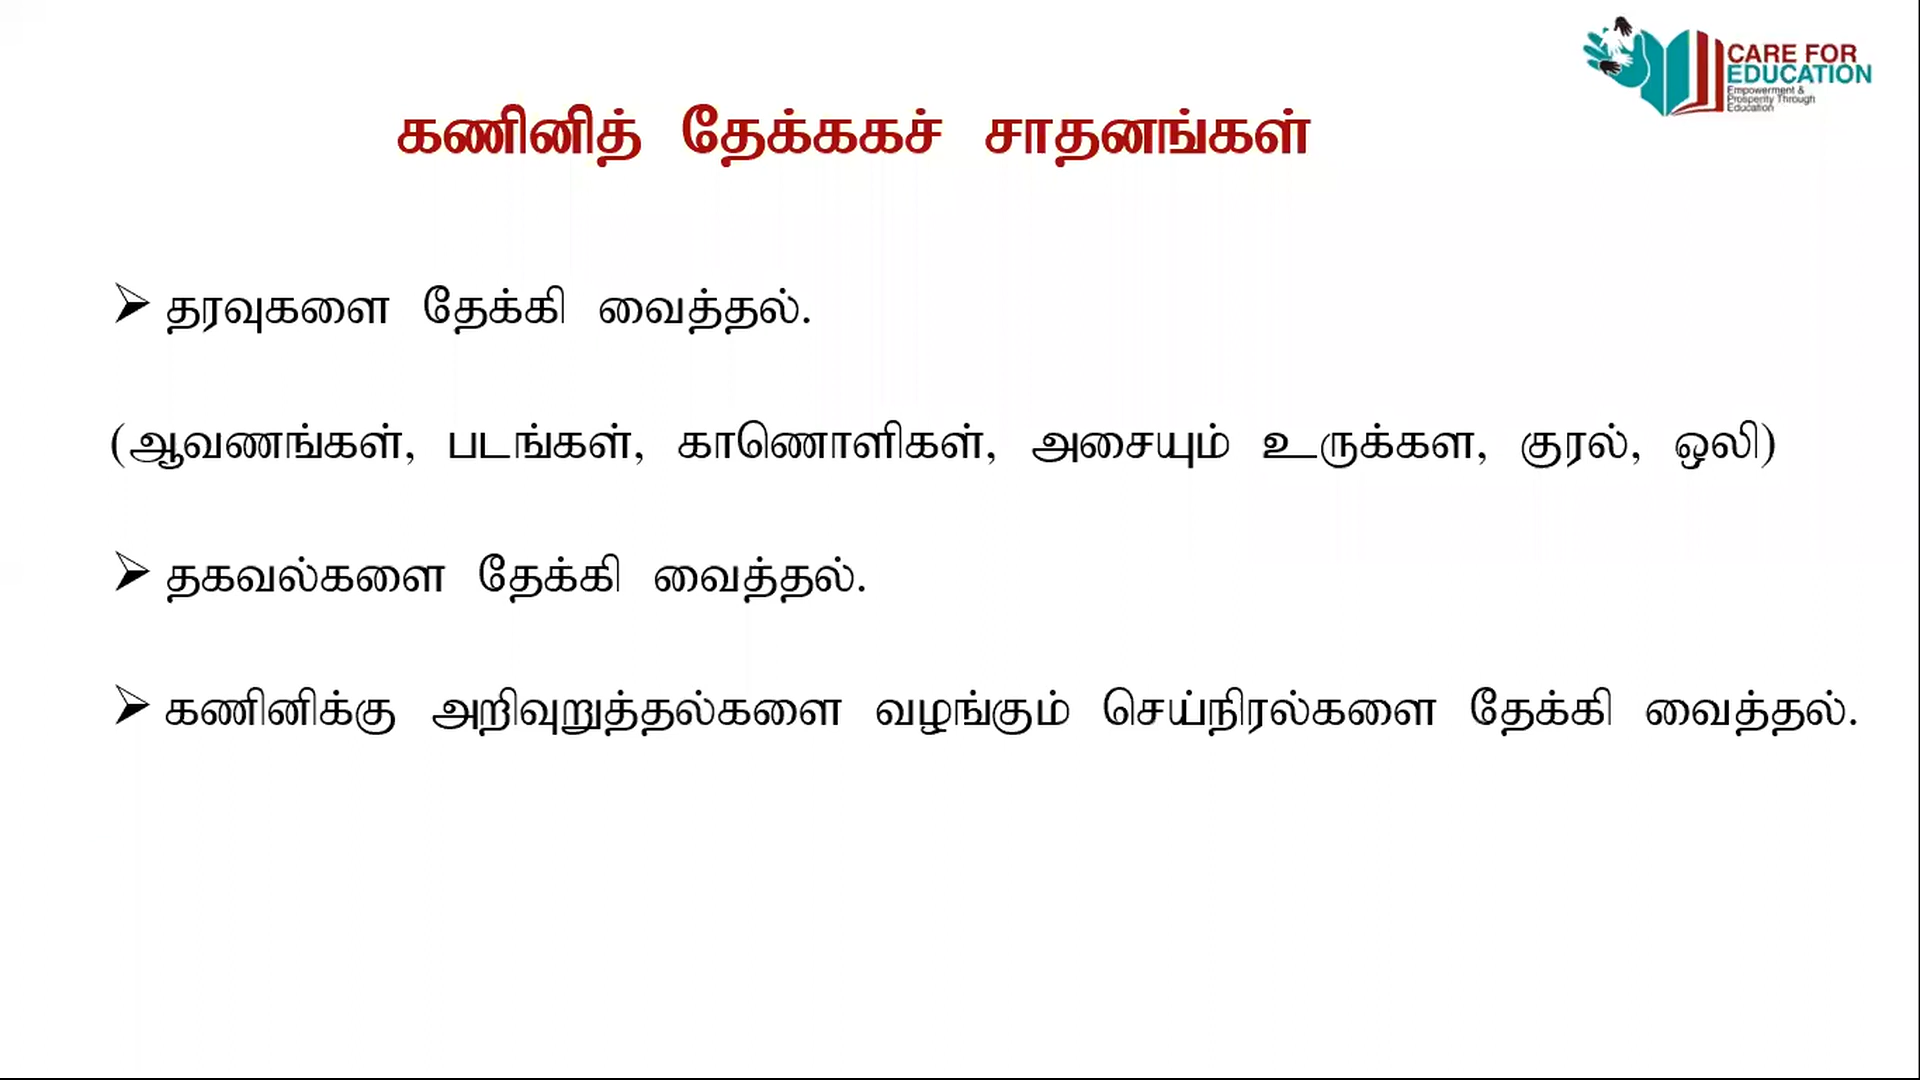 CARE FOR
EDUCATION
Empowerment &
Prosperity Through
Education
கணினித் தேக்ககச் சாதனங்கள்
➢ தரவுகளை தேக்கி வைத்தல்.
(ஆவணங்கள், படங்கள், காணொளிகள், அசையும் உருக்கள, குரல், ஒலி)
➢ தகவல்களை தேக்கி வைத்தல்.
➢ கணினிக்கு அறிவுறுத்தல்களை வழங்கும் செய்நிரல்களை தேக்கி வைத்தல்.